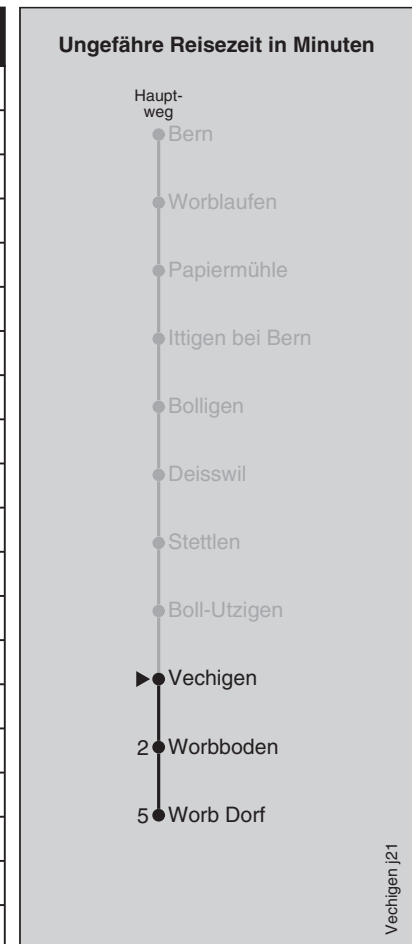 Ungefähre Reisezeit in Minuten
Haupt-
weg
Bern
Worblaufen
Papiermühle
Ittigen bei Bern
Bolligen
Deisswil
Stettlen
Boll-Utzigen
Vechigen
2 Worbboden
5 Worb Dorf
Vechigen j21